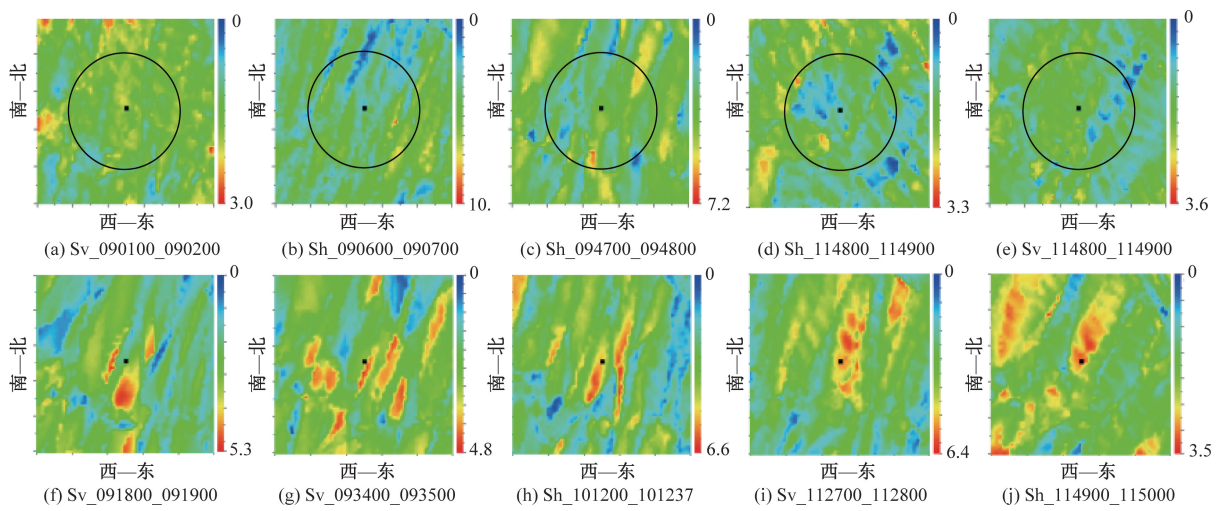 0
0
0
0
0
南—北
南—北
南—北
南—北
南—北
3.0
10.
7.2
3.3
3.6
西—东
西—东
西—东
西—东
西—东
(a) Sv_090100_090200
(b) Sh_090600_090700
(c) Sh_094700_094800
(d) Sh_114800_114900
(e) Sv_114800_114900
0
0
0
0
0
南—北
南—北
南—北
南—北
南—北
5.3
4.8
6.6
6.4
3.5
西—东
西—东
西—东
西—东
西—东
(f) Sv_091800_091900
(g) Sv_093400_093500
(h) Sh_101200_101237
(i) Sv_112700_112800
(j) Sh_114900_115000